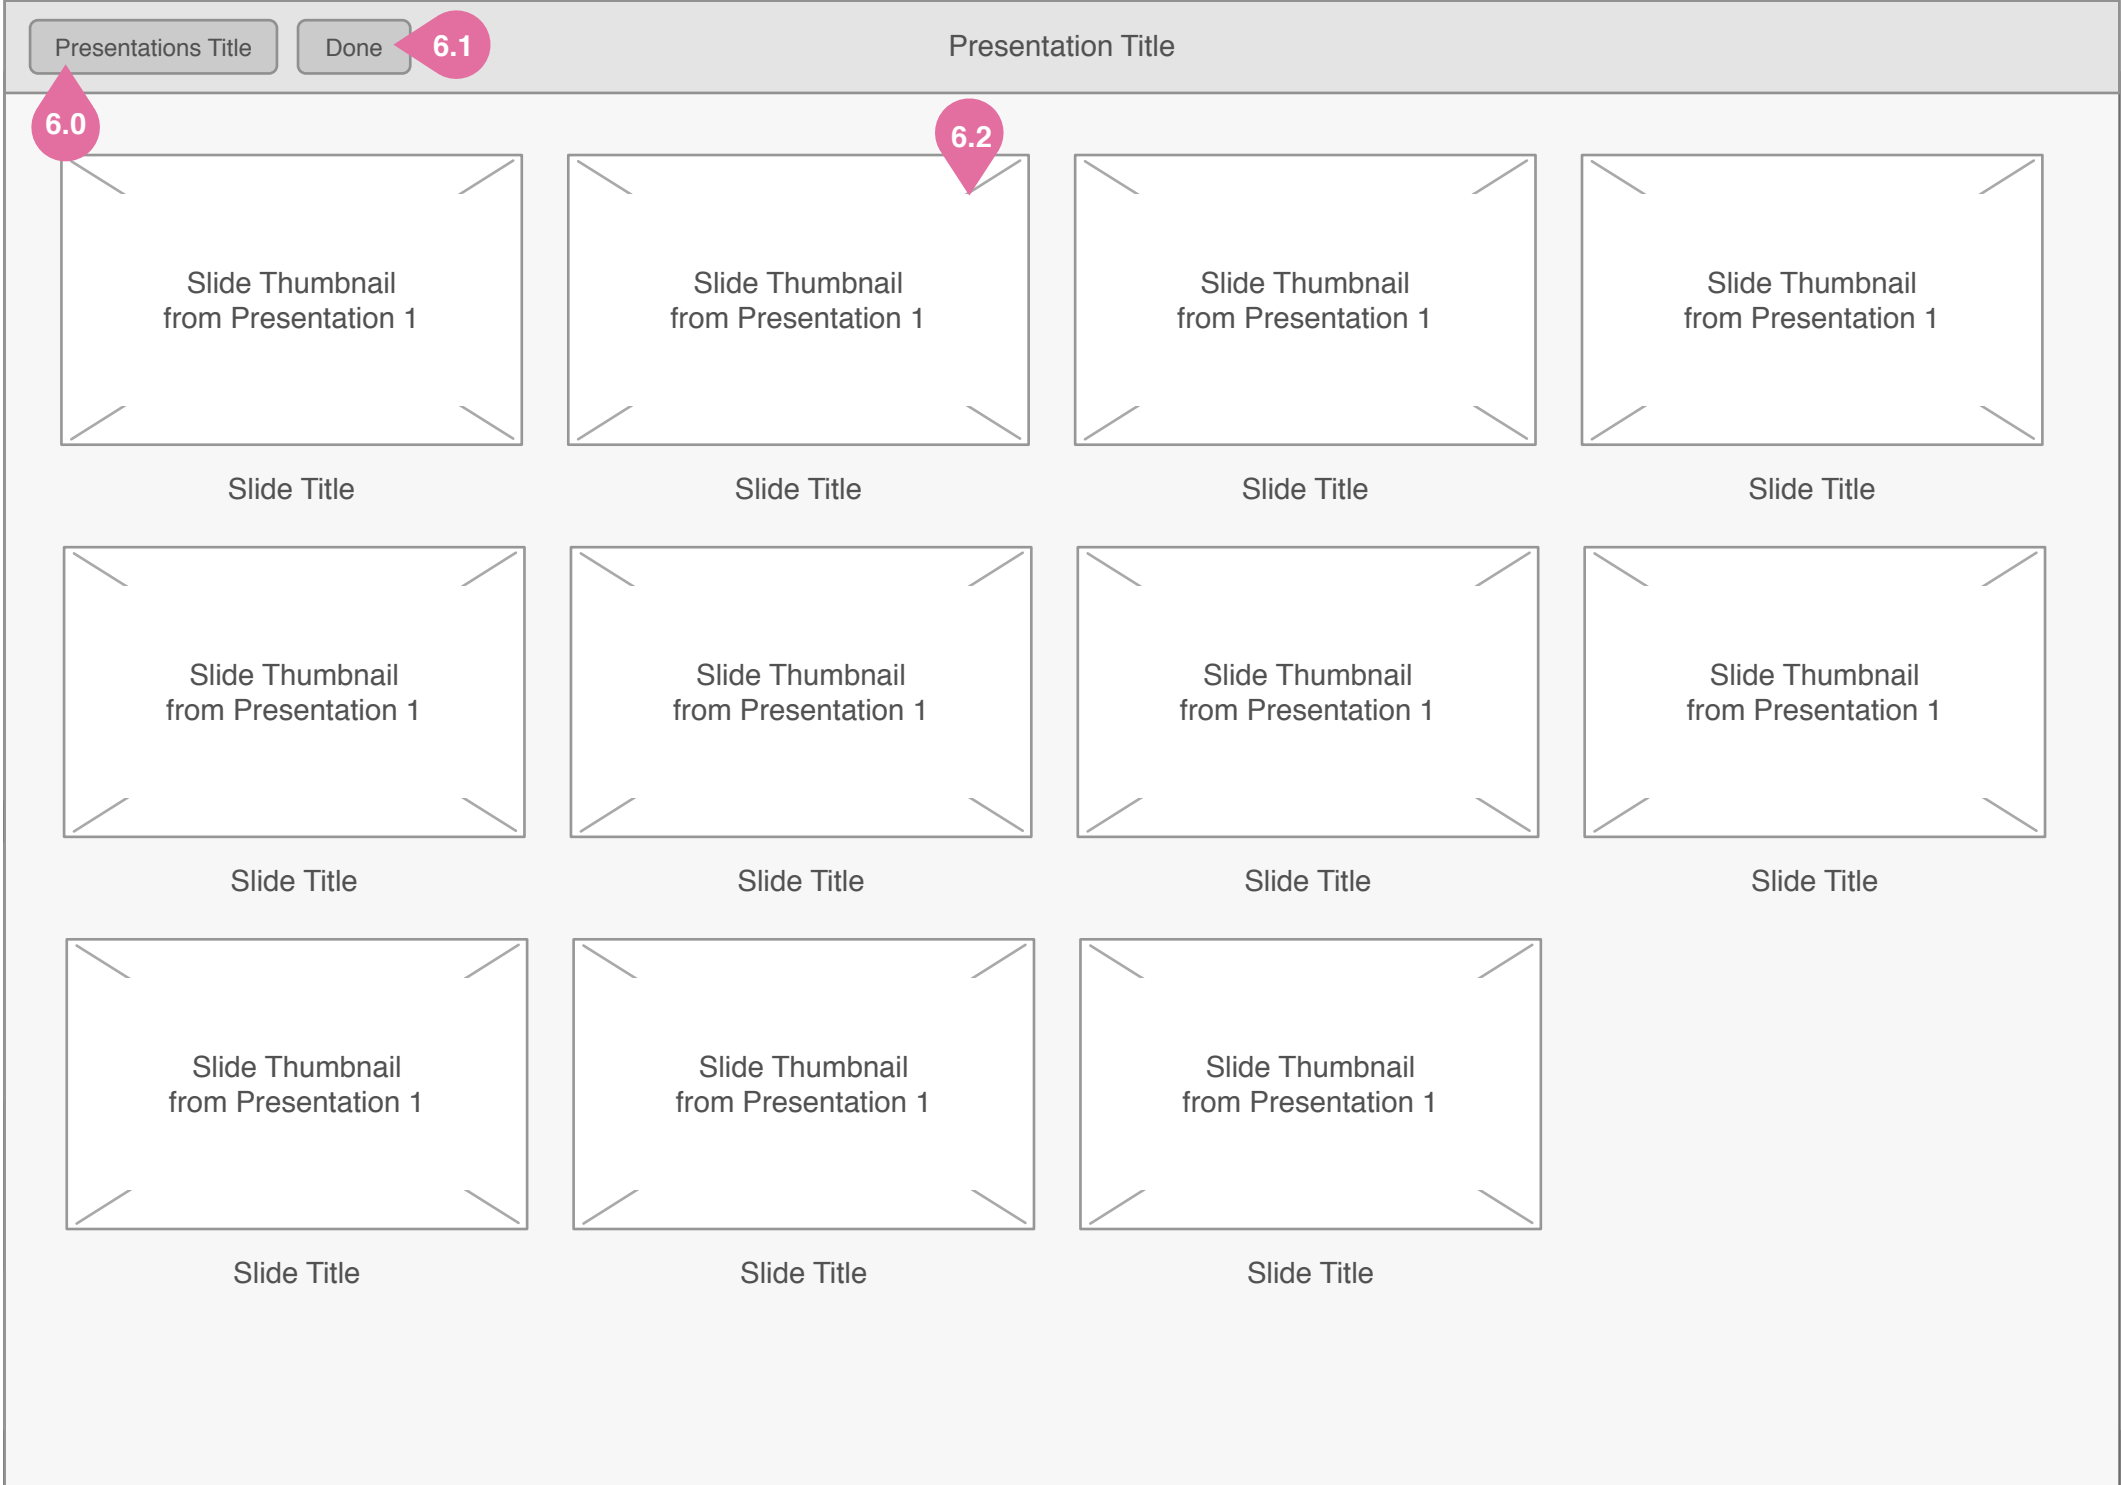 Presentations Title
Done
6.1
Presentation Title
6.0
6.2
Slide Thumbnail
from Presentation 1
Slide Thumbnail
from Presentation 1
Slide Thumbnail
from Presentation 1
Slide Thumbnail
from Presentation 1
Slide Title
Slide Title
Slide Title
Slide Title
Slide Thumbnail
from Presentation 1
Slide Thumbnail
from Presentation 1
Slide Thumbnail
from Presentation 1
Slide Thumbnail
from Presentation 1
Slide Title
Slide Title
Slide Title
Slide Title
Slide Thumbnail
from Presentation 1
Slide Thumbnail
from Presentation 1
Slide Thumbnail
from Presentation 1
Slide Title
Slide Title
Slide Title